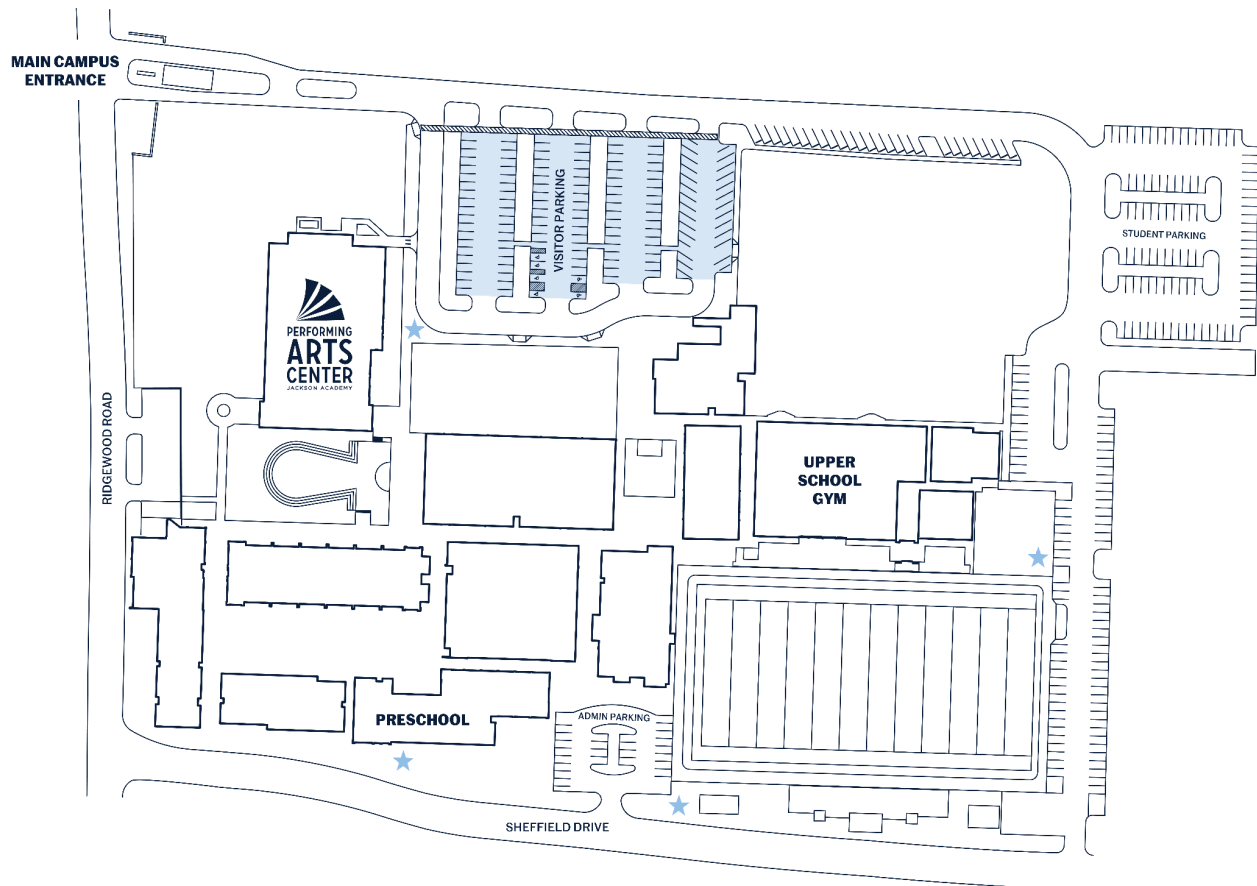 MAIN CAMPUS
ENTRANCE
VISITOR PARKING
STUDENT PARKING
PERFORMING
ARTS
CENTER
JACKSON ACADEMY
RIDGEWOOD ROAD
UPPER
SCHOOL
GYM
PRESCHOOL
ADMIN PARKING
SHEFFIELD DRIVE